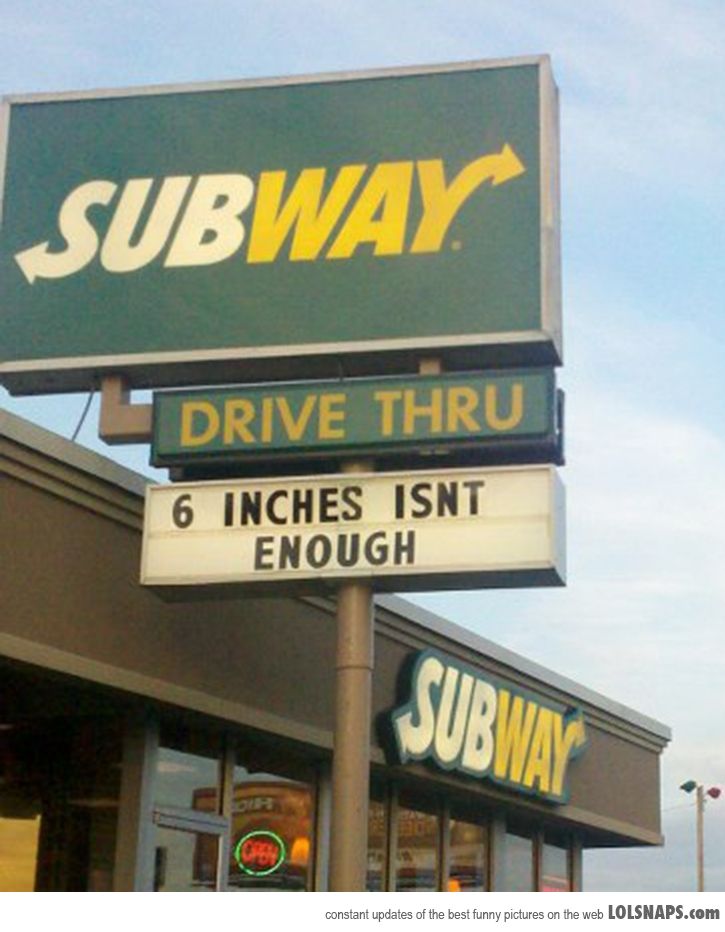 SUBWAY
DRIVE THRU
6 INCHES ISNT
ENOUGH
SUBWAY
OPEN
constant updates of the best funny pictures on the web LOLSNAPS.com